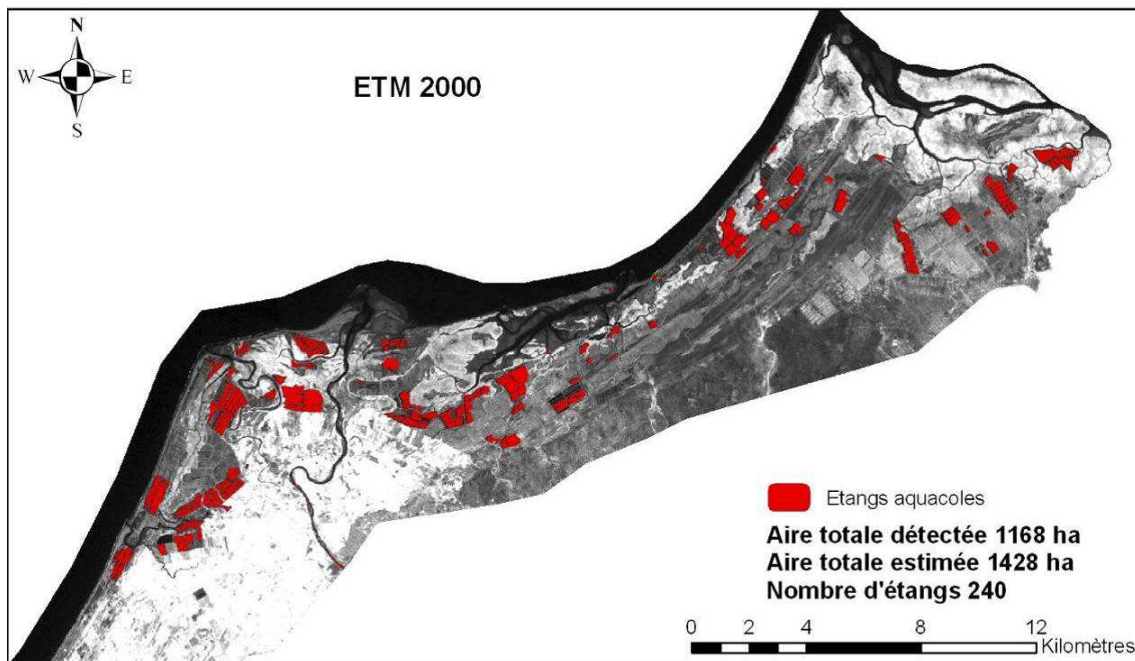 N
W E
S
ETM 2000
Etangs aquacoles
Aire totale détectée 1168 ha
Aire totale estimée 1428 ha
Nombre d'étangs 240
0 2 4 8 12
Kilomètres